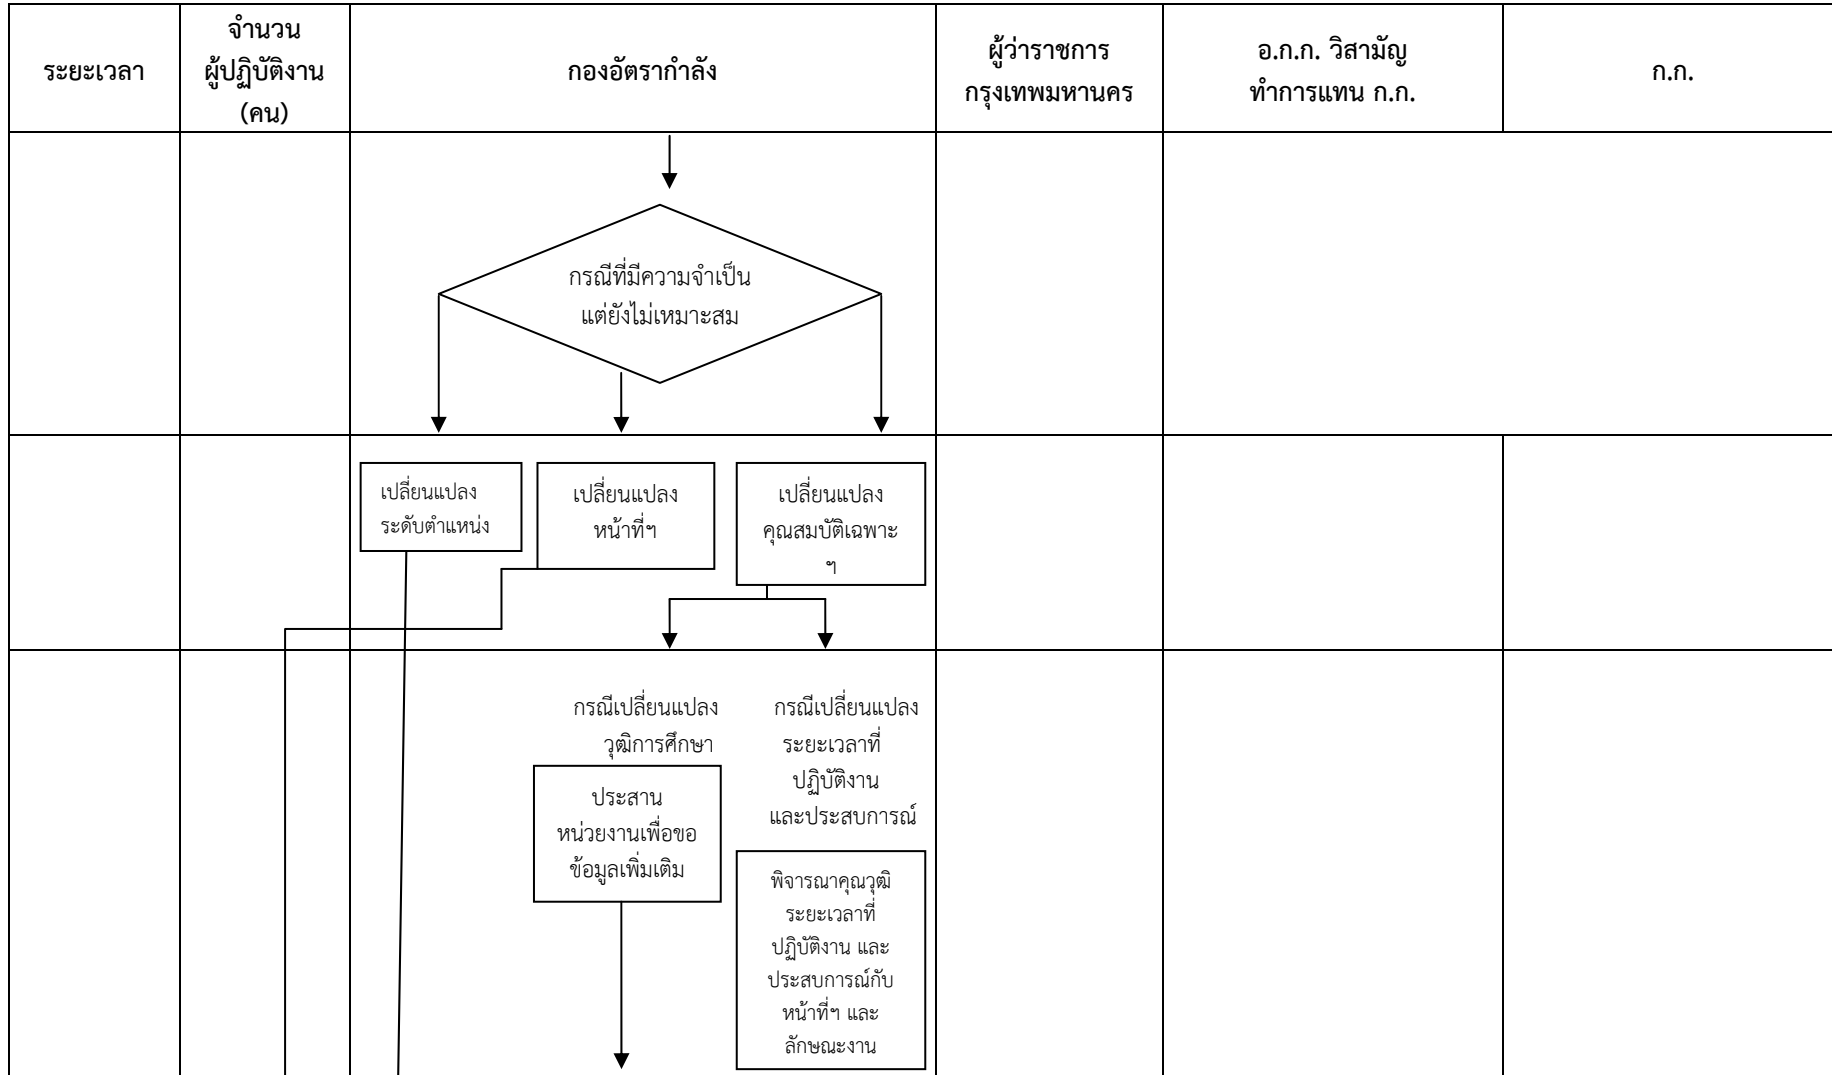 ระยะเวลา
จำนวน
ผู้ปฏิบัติงาน
(คน)
กองอัตรากำลัง
ผู้ว่าราชการ
กรุงเทพมหานคร
อ.ก.ก. วิสามัญ
ทำการแทน ก.ก.
ก.ก.
กรณีที่มีความจำเป็น
แต่ยังไม่เหมาะสม
เปลี่ยนแปลง
ระดับตำแหน่ง
เปลี่ยนแปลง
หน้าที่ฯ
เปลี่ยนแปลง
คุณสมบัติเฉพาะ
ฯ
กรณีเปลี่ยนแปลง
วุฒิการศึกษา
ประสาน
หน่วยงานเพื่อขอ
ข้อมูลเพิ่มเติม
กรณีเปลี่ยนแปลง
ระยะเวลาที่
ปฏิบัติงาน
และประสบการณ์
พิจารณาคุณวุฒิ
ระยะเวลาที่
ปฏิบัติงาน และ
ประสบการณ์กับ
หน้าที่ฯ และ
ลักษณะงาน